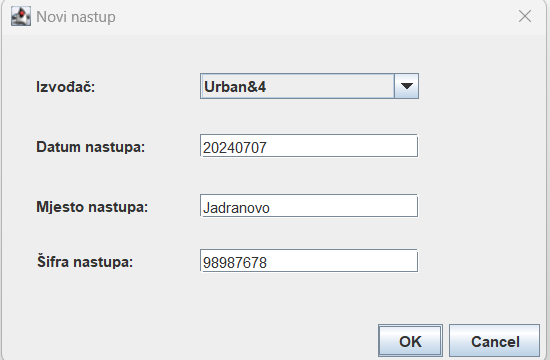 Novi nastup
Izvođač: Urban&4
Datum nastupa: 20240707
Mjesto nastupa: Jadranovo
Šifra nastupa: 98987678
OK Cancel